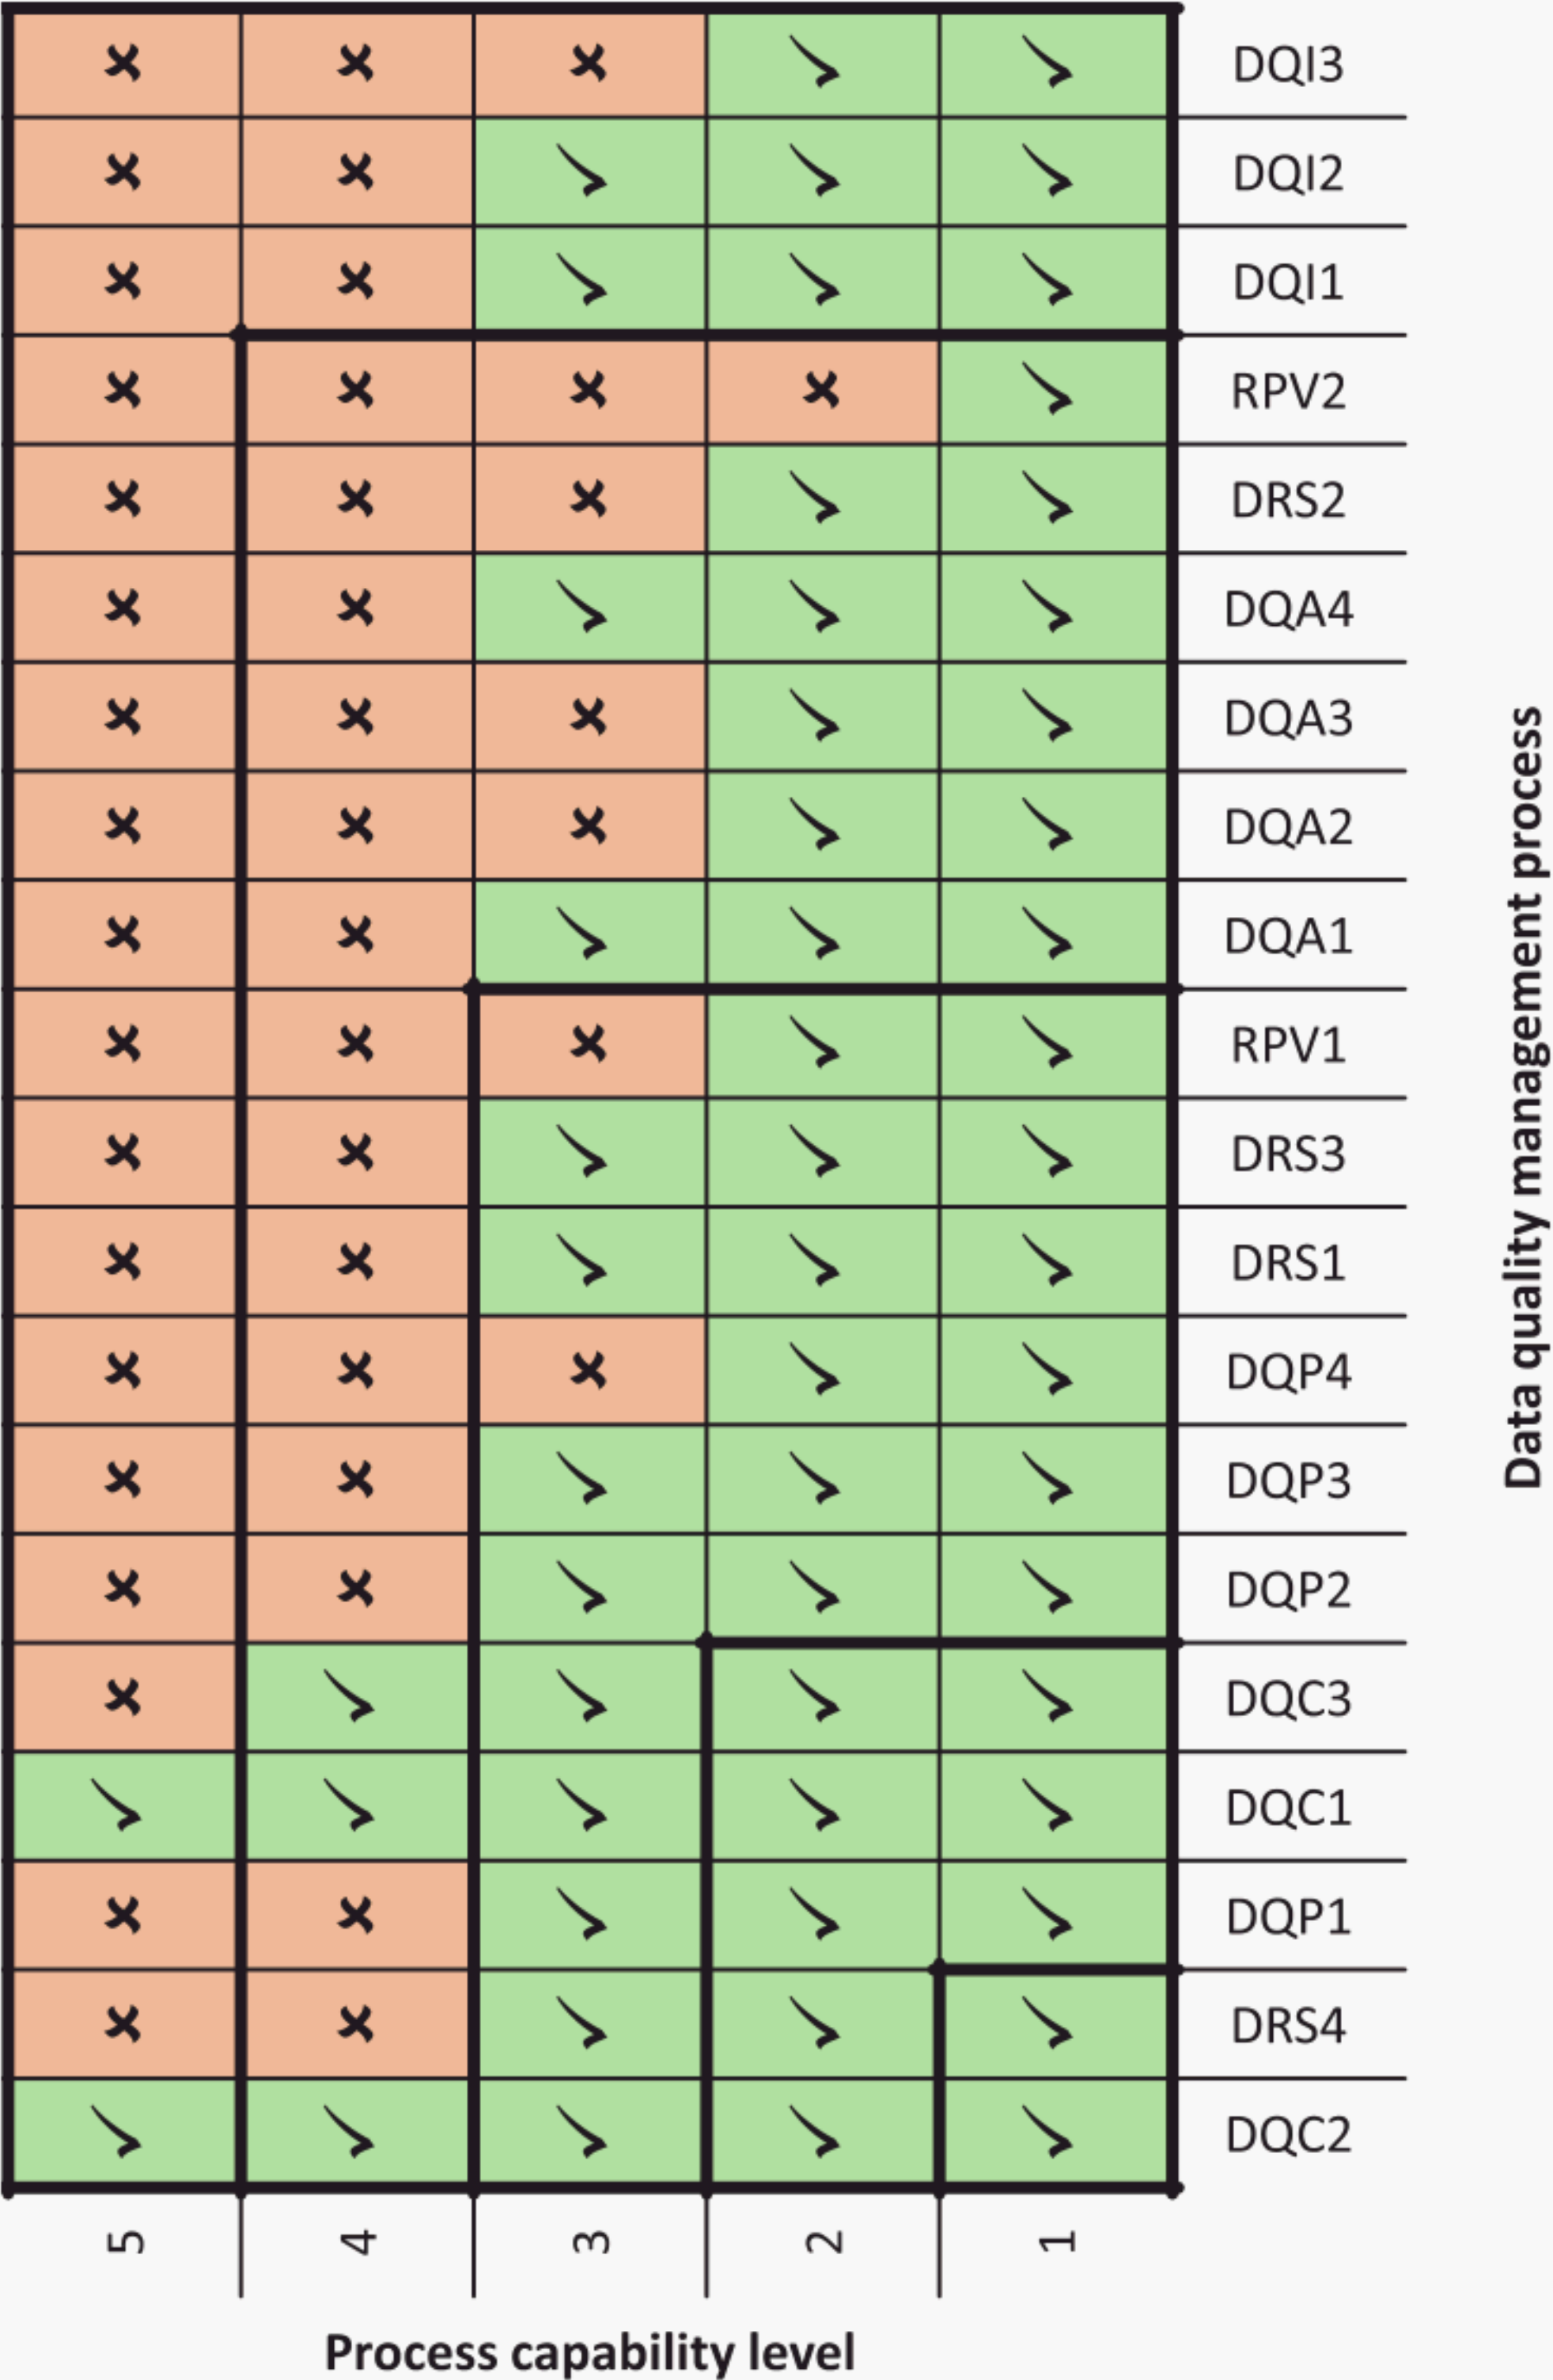 DQI3
DQI2
DQI1
RPV2
DRS2
DQA4
DQA3
DQA2
DQA1
RPV1
DRS3
DRS1
DQP4
DQP3
DQP2
DQC3
DQC1
DQP1
DRS4
DQC2
Data quality management process
5 4 3 2 1
Process capability level